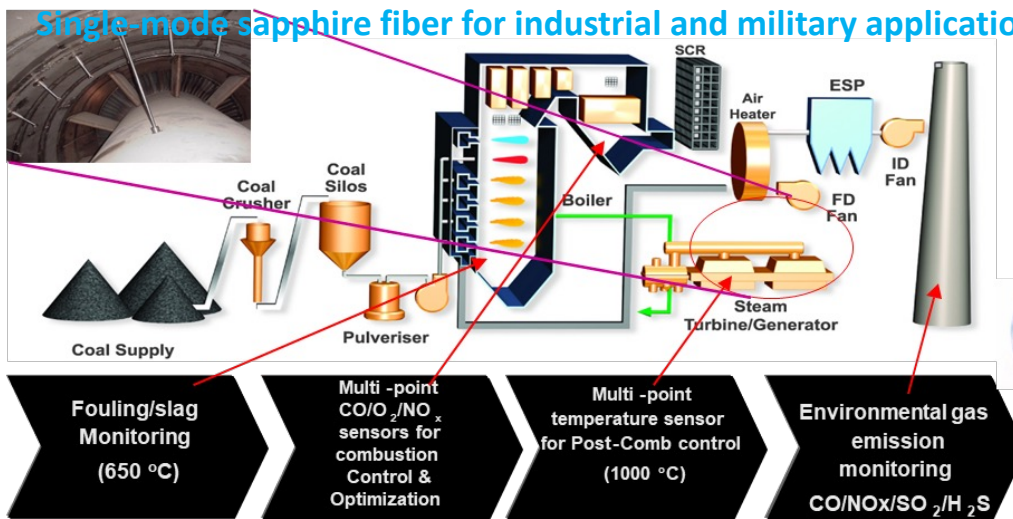 Single-mode sapphire fiber for industrial and military applicatio
SCR
Air
Heater
ESP
ID
Fan
Coal
Crusher
Coal
Silos
Boiler
FD
Fan
Pulveriser
Steam
Turbine/Generator
Coal Supply
Fouling/slag
Monitoring
(650 °C)
Multi -point
CO/O₂/NOₓ
sensors for
combustion
Control &
Optimization
Multi -point
temperature sensor
for Post-Comb control
(1000 °C)
Environmental gas
emission
monitoring
CO/NOx/SO ₂/H ₂S